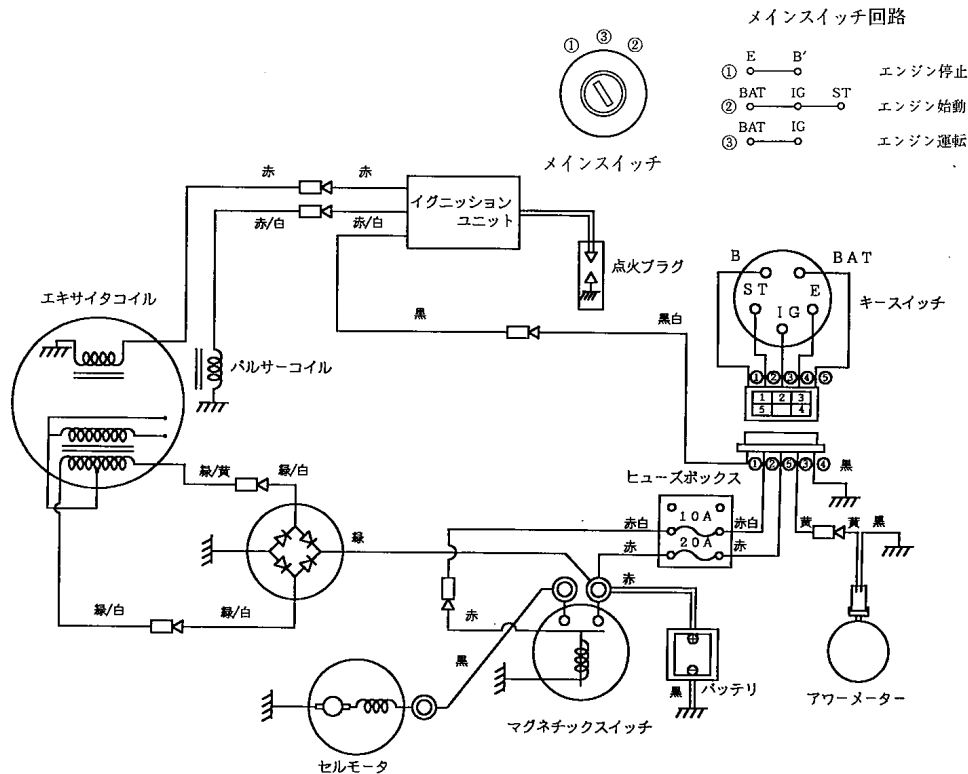 メインスイッチ回路
① ③ ②
E B′
① エンジン停止
BAT IG ST
② エンジン始動
BAT IG
③ エンジン運転
メインスイッチ
赤 赤
赤/白 赤/白
イグニッション
ユニット
点火プラグ
黒 黒白
B BAT
ST E
IG
キースイッチ
エキサイタコイル
パルサーコイル
① ② ③ ④ ⑤
1 2 3
5 4
① ② ⑤ ③ ④ 黒
緑/黄 緑/白
ヒューズボックス
赤白 10A 赤白
赤 20A 赤
黄 黄 黒
緑
赤
緑/白 緑/白
赤
黒
黒 バッテリ
アワーメーター
マグネチックスイッチ
セルモータ